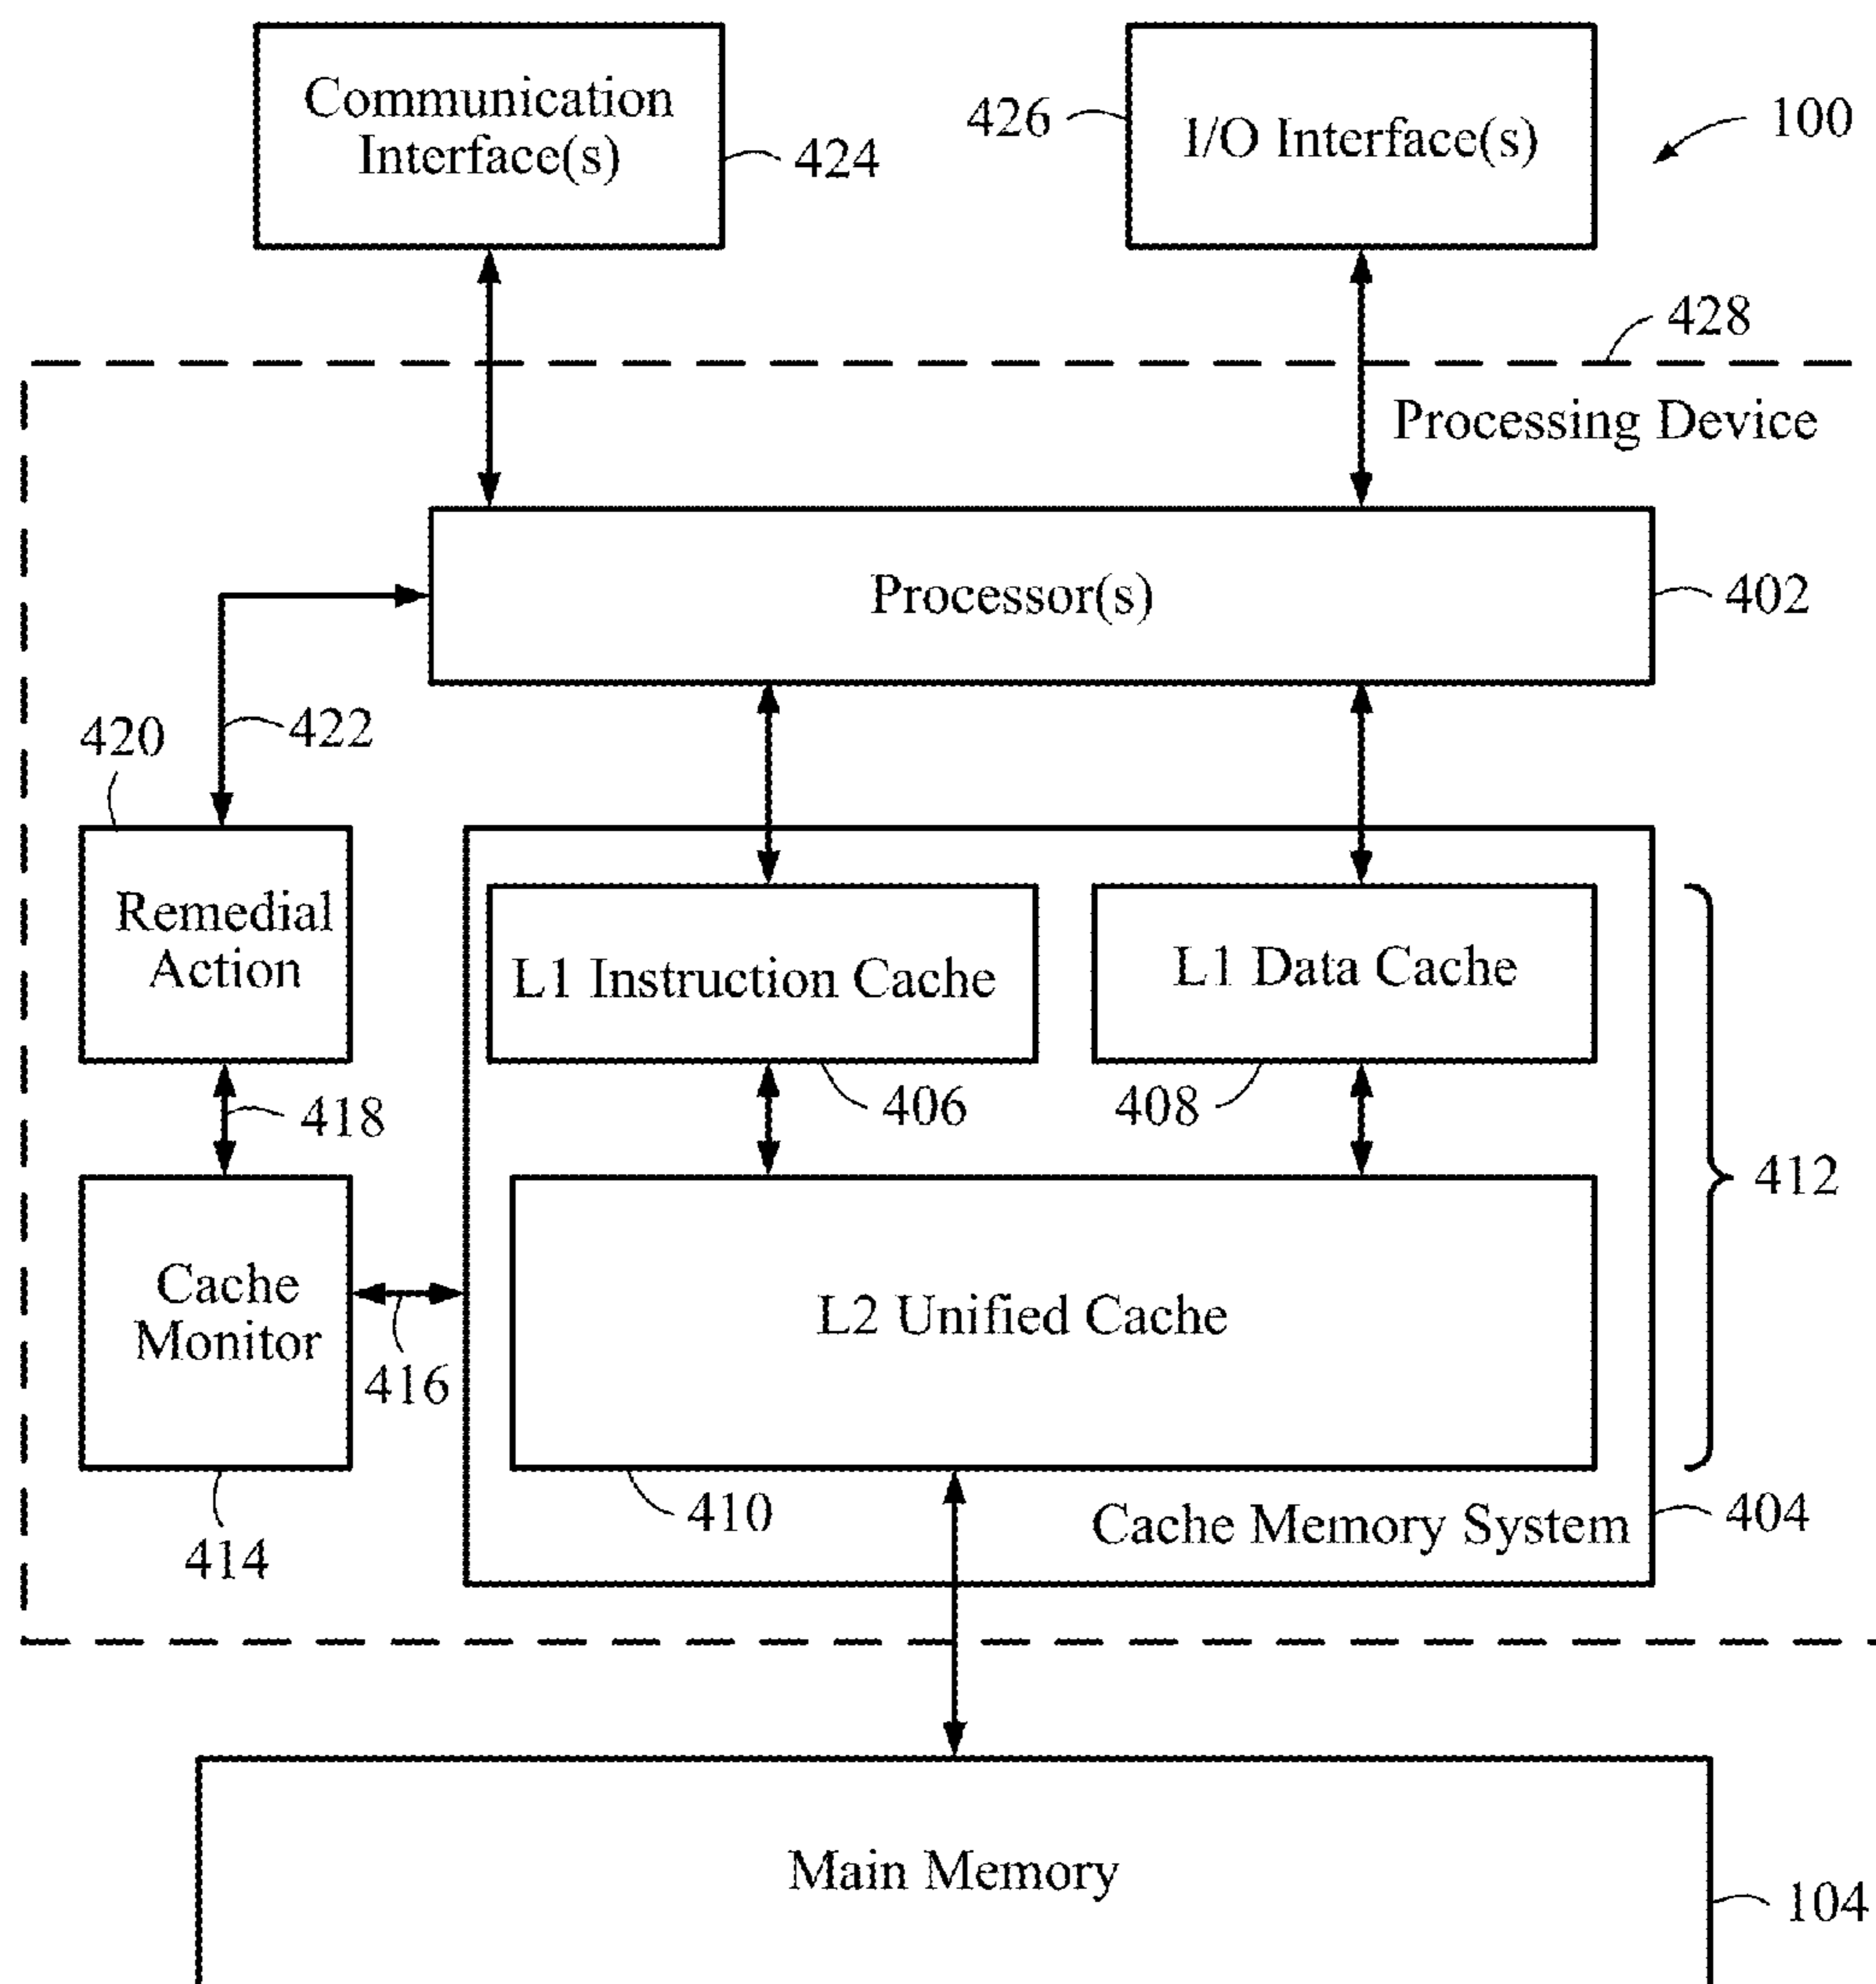 Communication
Interface(s)
424
426
I/O Interface(s)
100
428
Processing Device
Processor(s)
402
420
422
Remedial
Action
L1 Instruction Cache
L1 Data Cache
418
406
408
412
Cache
Monitor
416
L2 Unified Cache
414
410
Cache Memory System
404
Main Memory
104